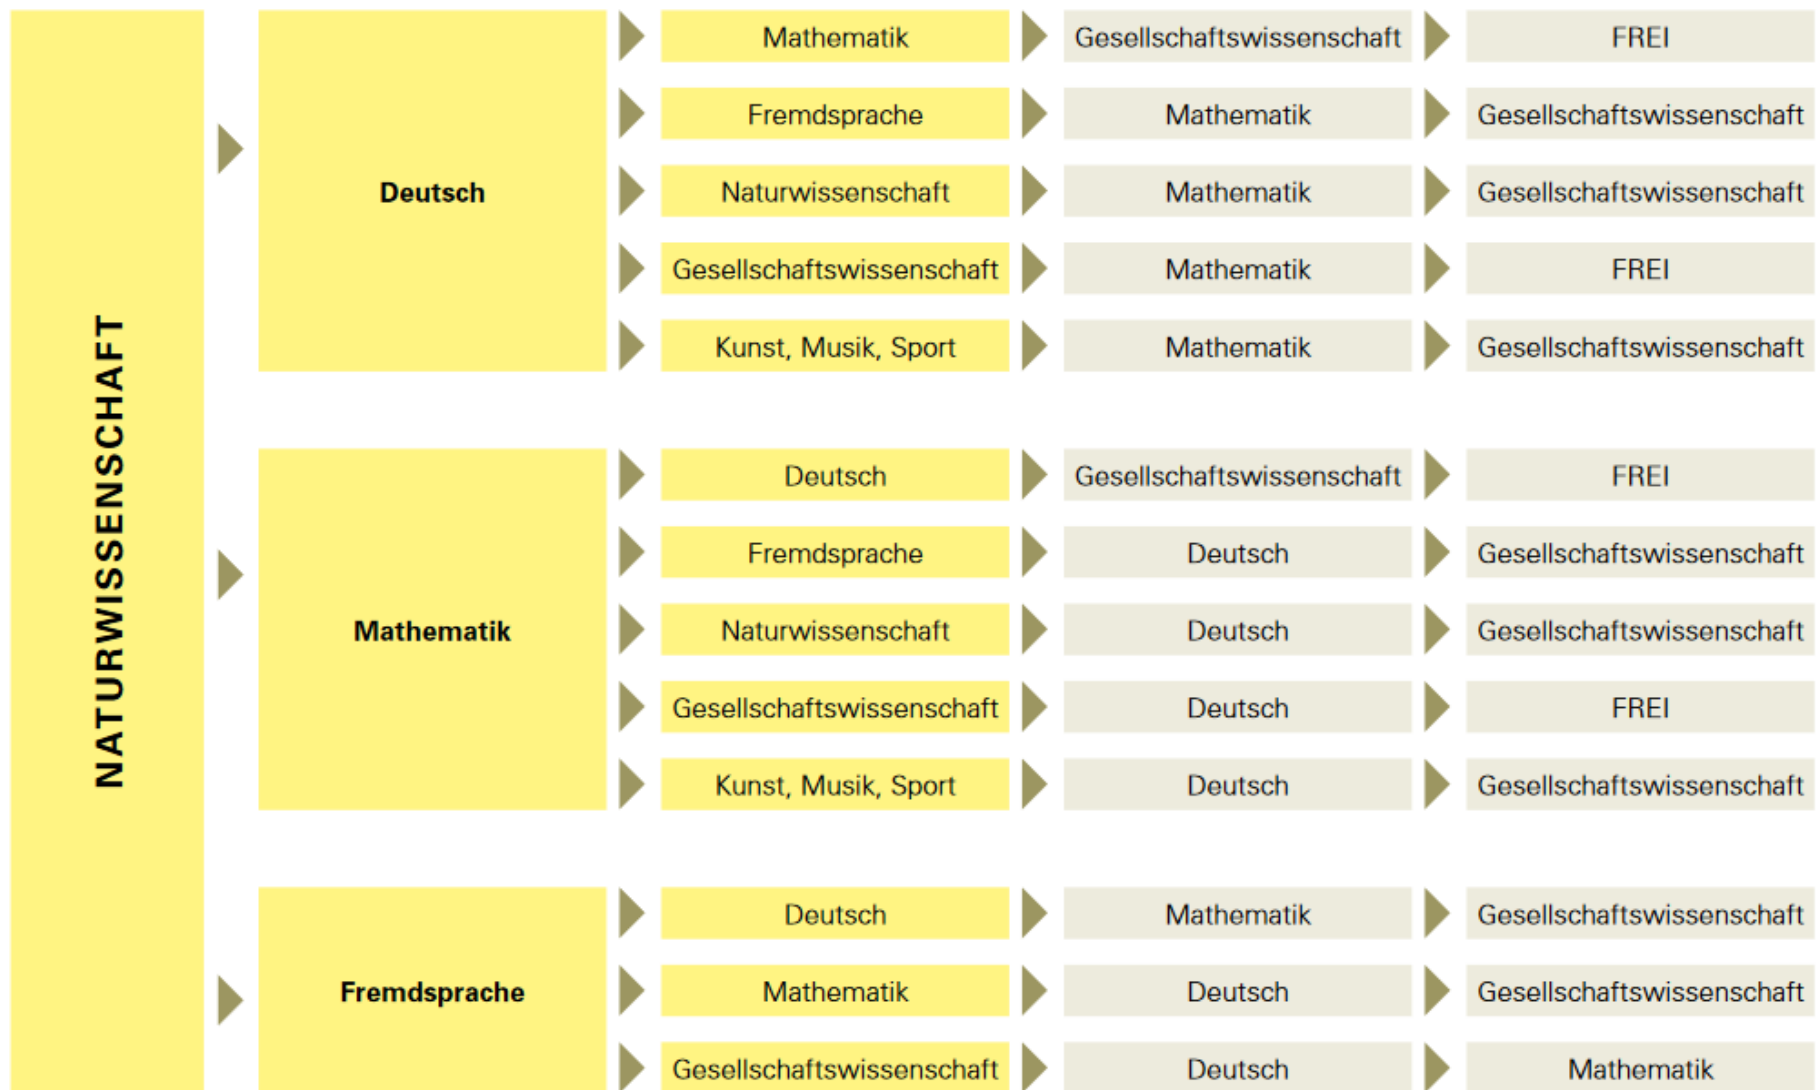 NATURWISSENSCHAFT
Deutsch
Mathematik Gesellschaftswissenschaft FREI
Fremdsprache Mathematik Gesellschaftswissenschaft
Naturwissenschaft Mathematik Gesellschaftswissenschaft
Gesellschaftswissenschaft Mathematik FREI
Kunst, Musik, Sport Mathematik Gesellschaftswissenschaft
Mathematik
Deutsch Gesellschaftswissenschaft FREI
Fremdsprache Deutsch Gesellschaftswissenschaft
Naturwissenschaft Deutsch Gesellschaftswissenschaft
Gesellschaftswissenschaft Deutsch FREI
Kunst, Musik, Sport Deutsch Gesellschaftswissenschaft
Fremdsprache
Deutsch Mathematik Gesellschaftswissenschaft
Mathematik Deutsch Gesellschaftswissenschaft
Gesellschaftswissenschaft Deutsch Mathematik